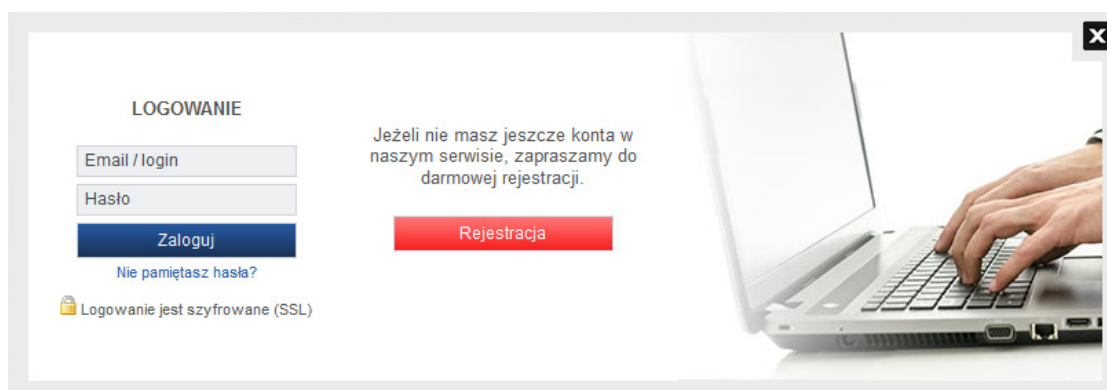 LOGOWANIE
Email / login
Hasło
Zaloguj
Nie pamiętasz hasła?
Logowanie jest szyfrowane (SSL)
Jeżeli nie masz jeszcze konta w
naszym serwisie, zapraszamy do
darmowej rejestracji.
Rejestracja
X